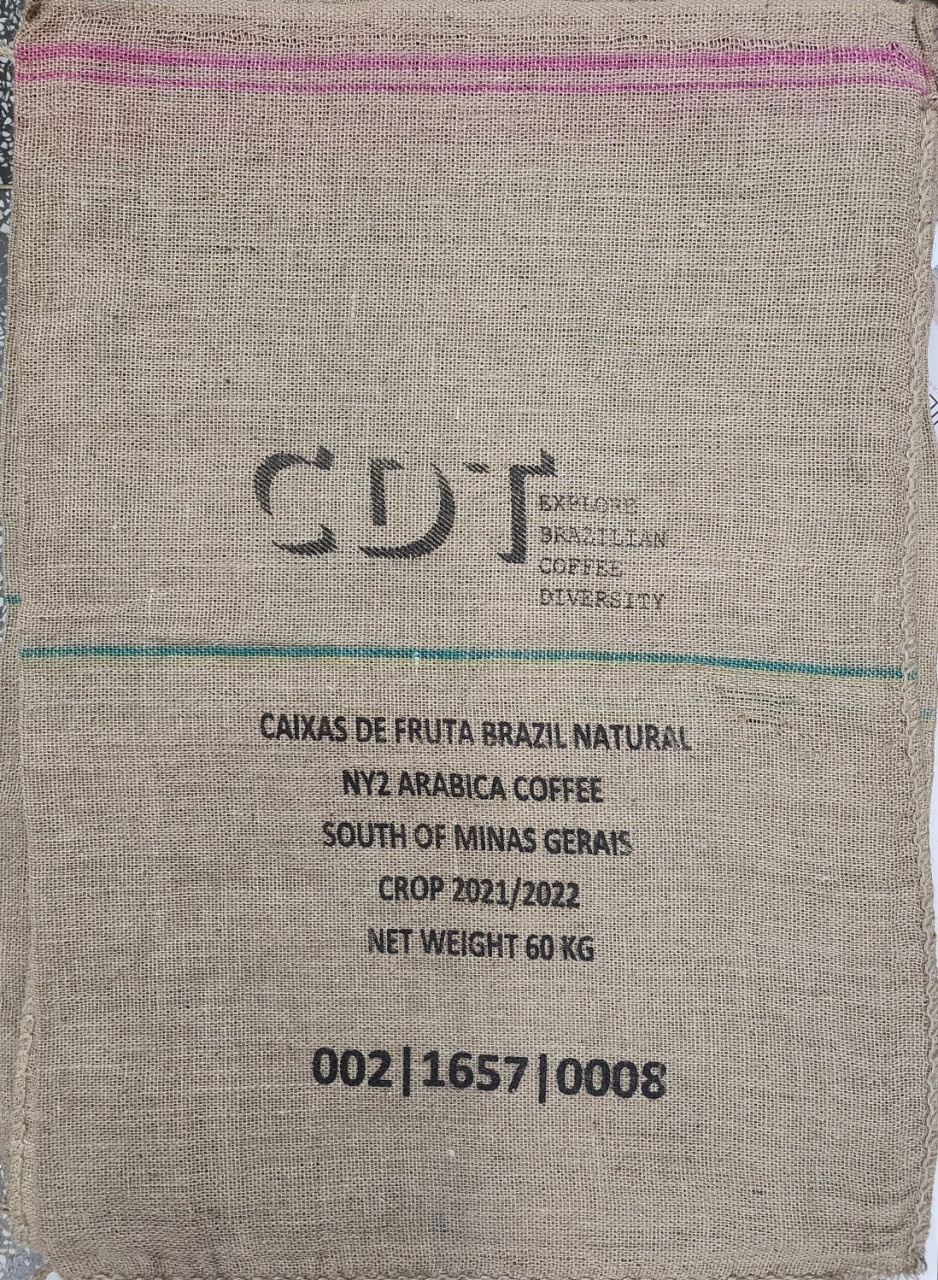 CDT
EXPLORE
BRAZILIAN
COFFEE
DIVERSITY
CAIXAS DE FRUTA BRAZIL NATURAL
NY2 ARABICA COFFEE
SOUTH OF MINAS GERAIS
CROP 2021/2022
NET WEIGHT 60 KG
002|1657|0008